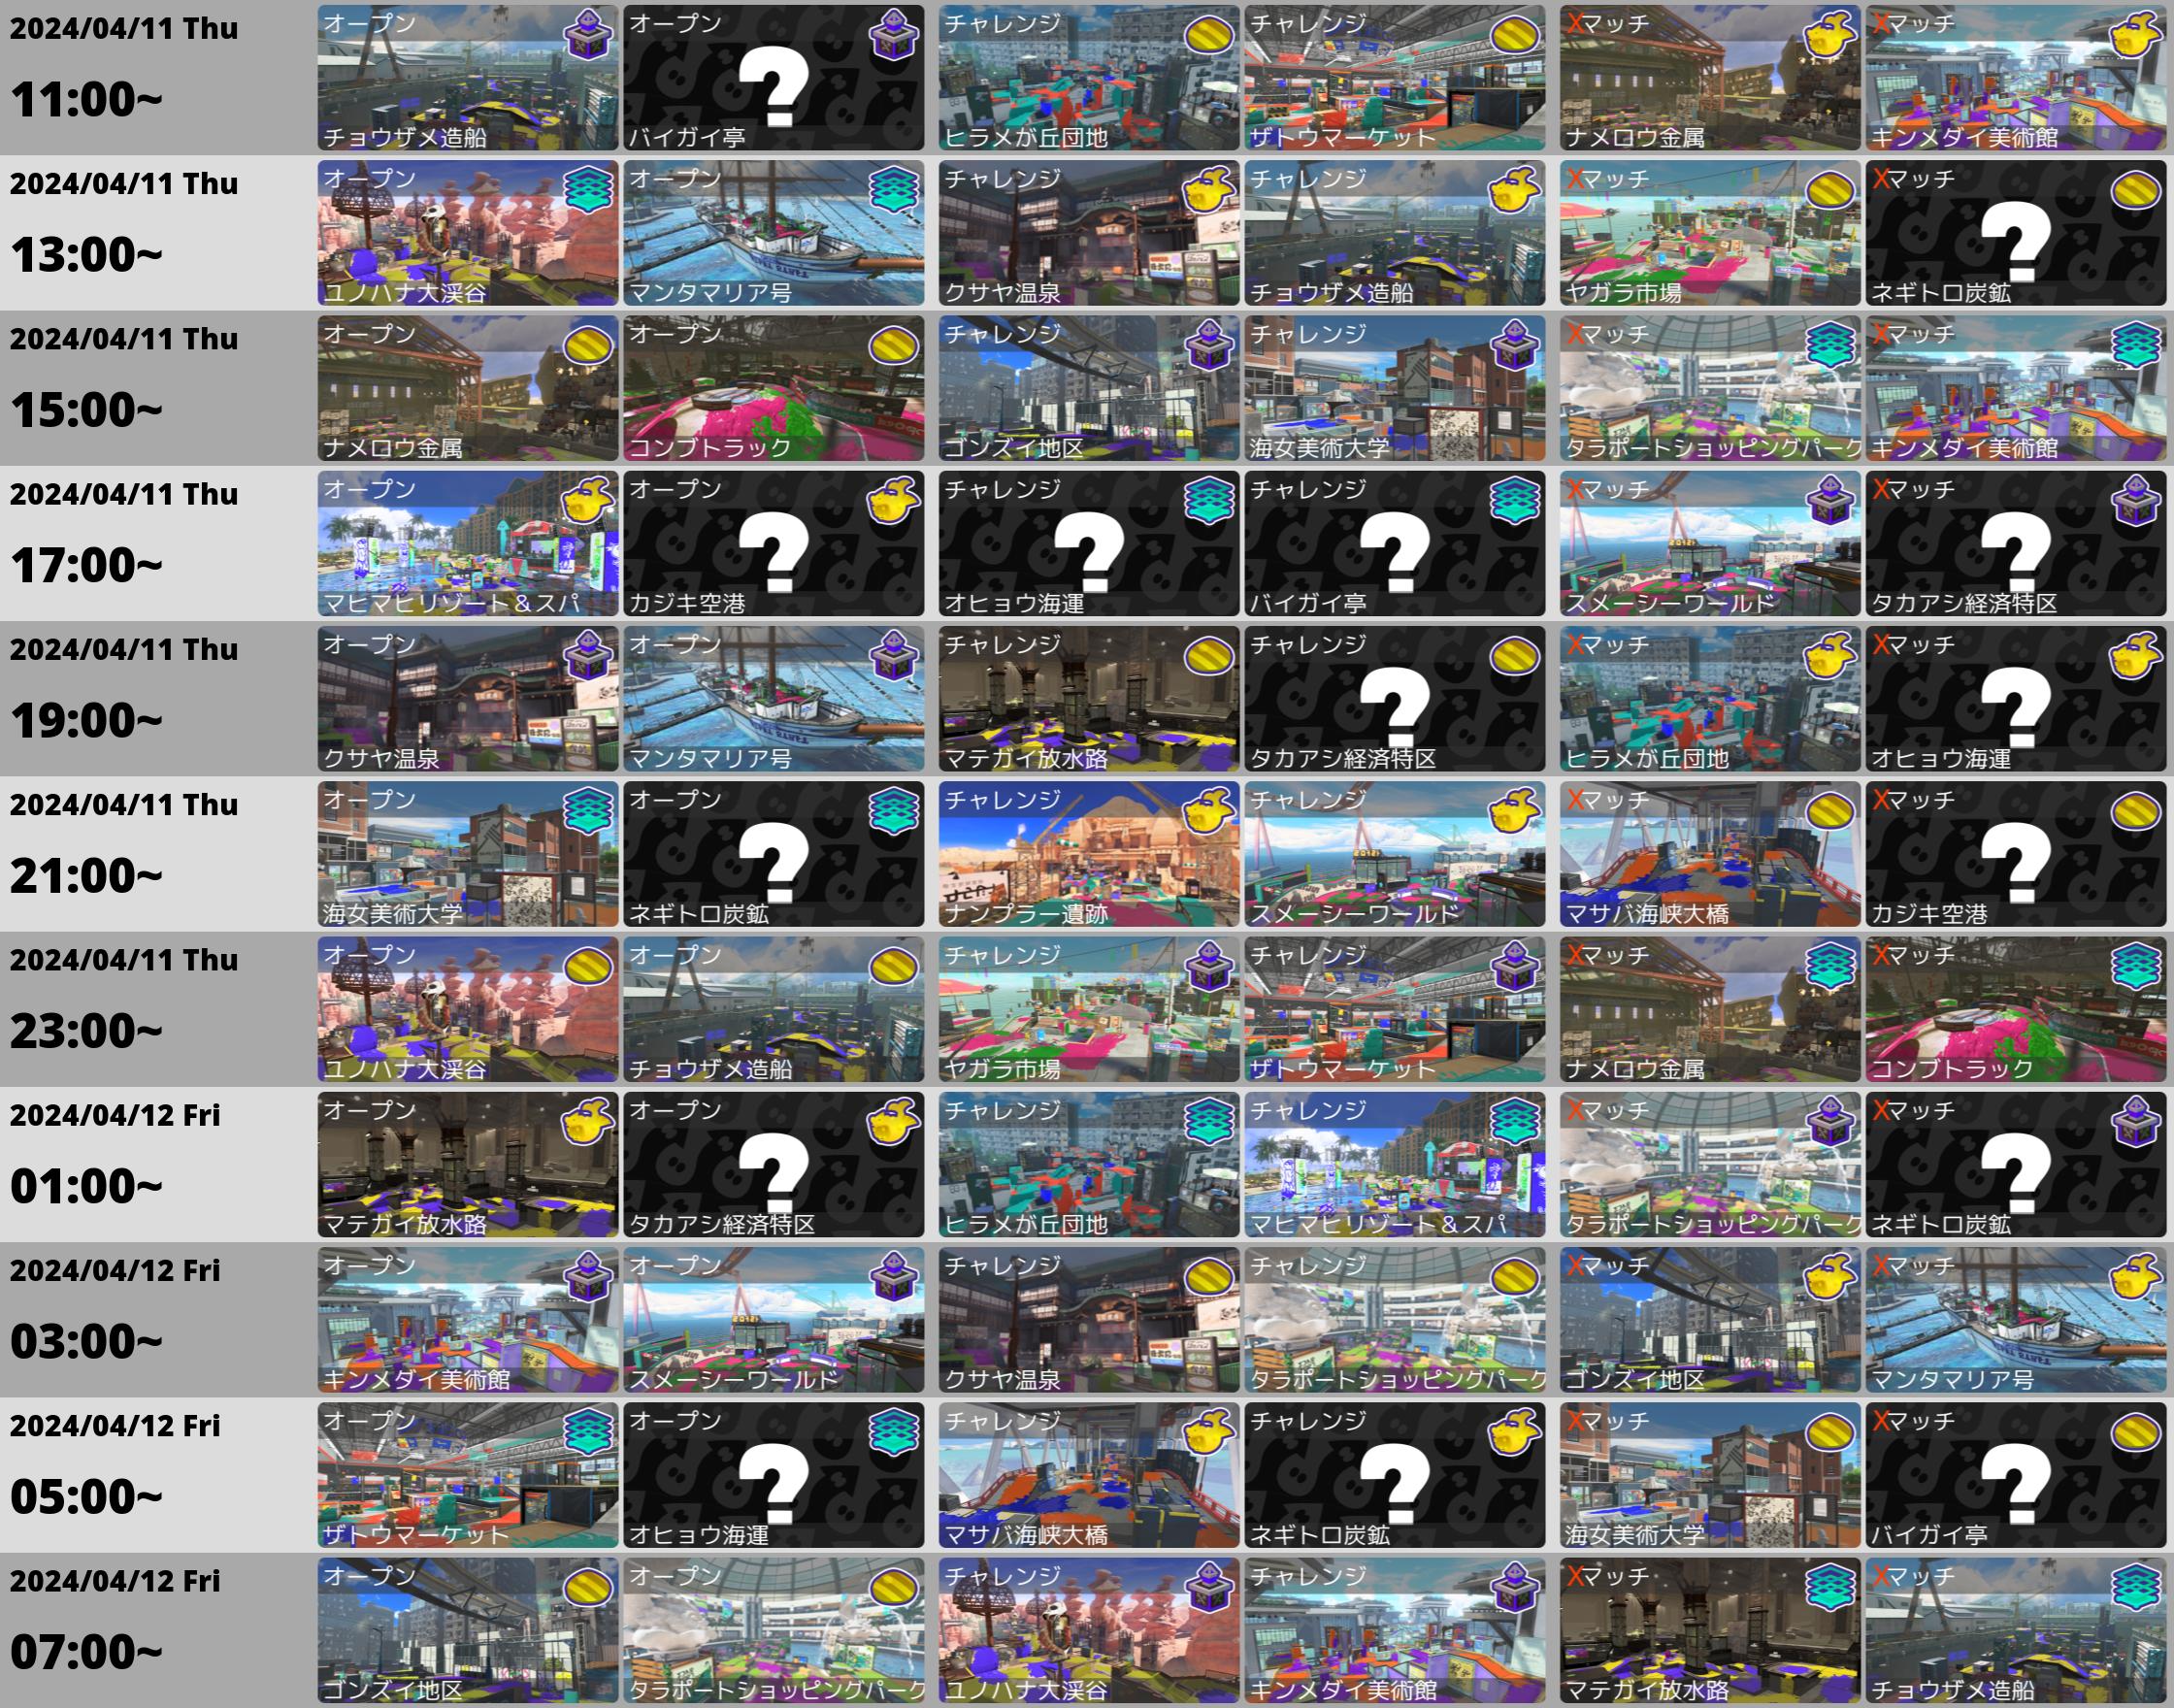 2024/04/11 Thu
11:00~
オープン
チョウザメ造船
オープン
バイガイ亭
チャレンジ
ヒラメが丘団地
チャレンジ
ザトウマーケット
Xマッチ
ナメロウ金属
Xマッチ
キンメダイ美術館
2024/04/11 Thu
13:00~
オープン
ユノハナ大渓谷
オープン
マンタマリア号
チャレンジ
クサヤ温泉
チャレンジ
チョウザメ造船
Xマッチ
ヤガラ市場
Xマッチ
ネギトロ炭鉱
2024/04/11 Thu
15:00~
オープン
ナメロウ金属
オープン
コンブトラック
チャレンジ
ゴンズイ地区
チャレンジ
海女美術大学
Xマッチ
タラポートショッピングパーク
Xマッチ
キンメダイ美術館
2024/04/11 Thu
17:00~
オープン
マヒマヒリゾート&スパ
オープン
カジキ空港
チャレンジ
オヒョウ海運
チャレンジ
バイガイ亭
Xマッチ
スメーシーワールド
Xマッチ
タカアシ経済特区
2024/04/11 Thu
19:00~
オープン
クサヤ温泉
オープン
マンタマリア号
チャレンジ
マテガイ放水路
チャレンジ
タカアシ経済特区
Xマッチ
ヒラメが丘団地
Xマッチ
オヒョウ海運
2024/04/11 Thu
21:00~
オープン
海女美術大学
オープン
ネギトロ炭鉱
チャレンジ
ナンプラー遺跡
チャレンジ
スメーシーワールド
Xマッチ
マサバ海峡大橋
Xマッチ
カジキ空港
2024/04/11 Thu
23:00~
オープン
ユノハナ大渓谷
オープン
チョウザメ造船
チャレンジ
ヤガラ市場
チャレンジ
ザトウマーケット
Xマッチ
ナメロウ金属
Xマッチ
コンブトラック
2024/04/12 Fri
01:00~
オープン
マテガイ放水路
オープン
タカアシ経済特区
チャレンジ
ヒラメが丘団地
チャレンジ
マヒマヒリゾート&スパ
Xマッチ
タラポートショッピングパーク
Xマッチ
ネギトロ炭鉱
2024/04/12 Fri
03:00~
オープン
キンメダイ美術館
オープン
スメーシーワールド
チャレンジ
クサヤ温泉
チャレンジ
タラポートショッピングパーク
Xマッチ
ゴンズイ地区
Xマッチ
マンタマリア号
2024/04/12 Fri
05:00~
オープン
ザトウマーケット
オープン
オヒョウ海運
チャレンジ
マサバ海峡大橋
チャレンジ
ネギトロ炭鉱
Xマッチ
海女美術大学
Xマッチ
バイガイ亭
2024/04/12 Fri
07:00~
オープン
ゴンズイ地区
オープン
タラポートショッピングパーク
チャレンジ
ユノハナ大渓谷
チャレンジ
キンメダイ美術館
Xマッチ
マテガイ放水路
Xマッチ
チョウザメ造船